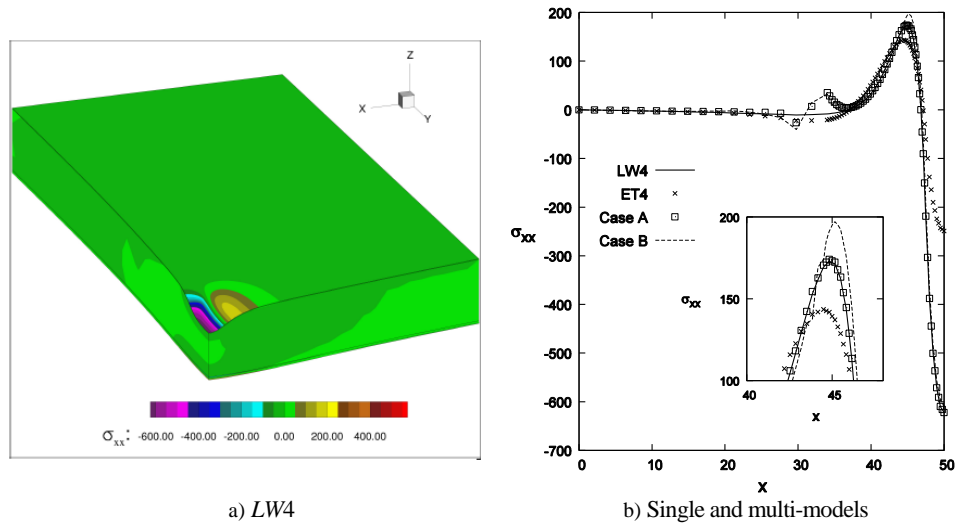 Z
X
Y
σxx: -600.00 -400.00 -200.00 0.00 200.00 400.00
a) LW4
200
100
0
-100
-200
-300
-400
-500
-600
-700
σxx
LW4
ET4
Case A
Case B
200
150
100
σxx
40 45
x
0 10 20 30 40 50
x
b) Single and multi-models